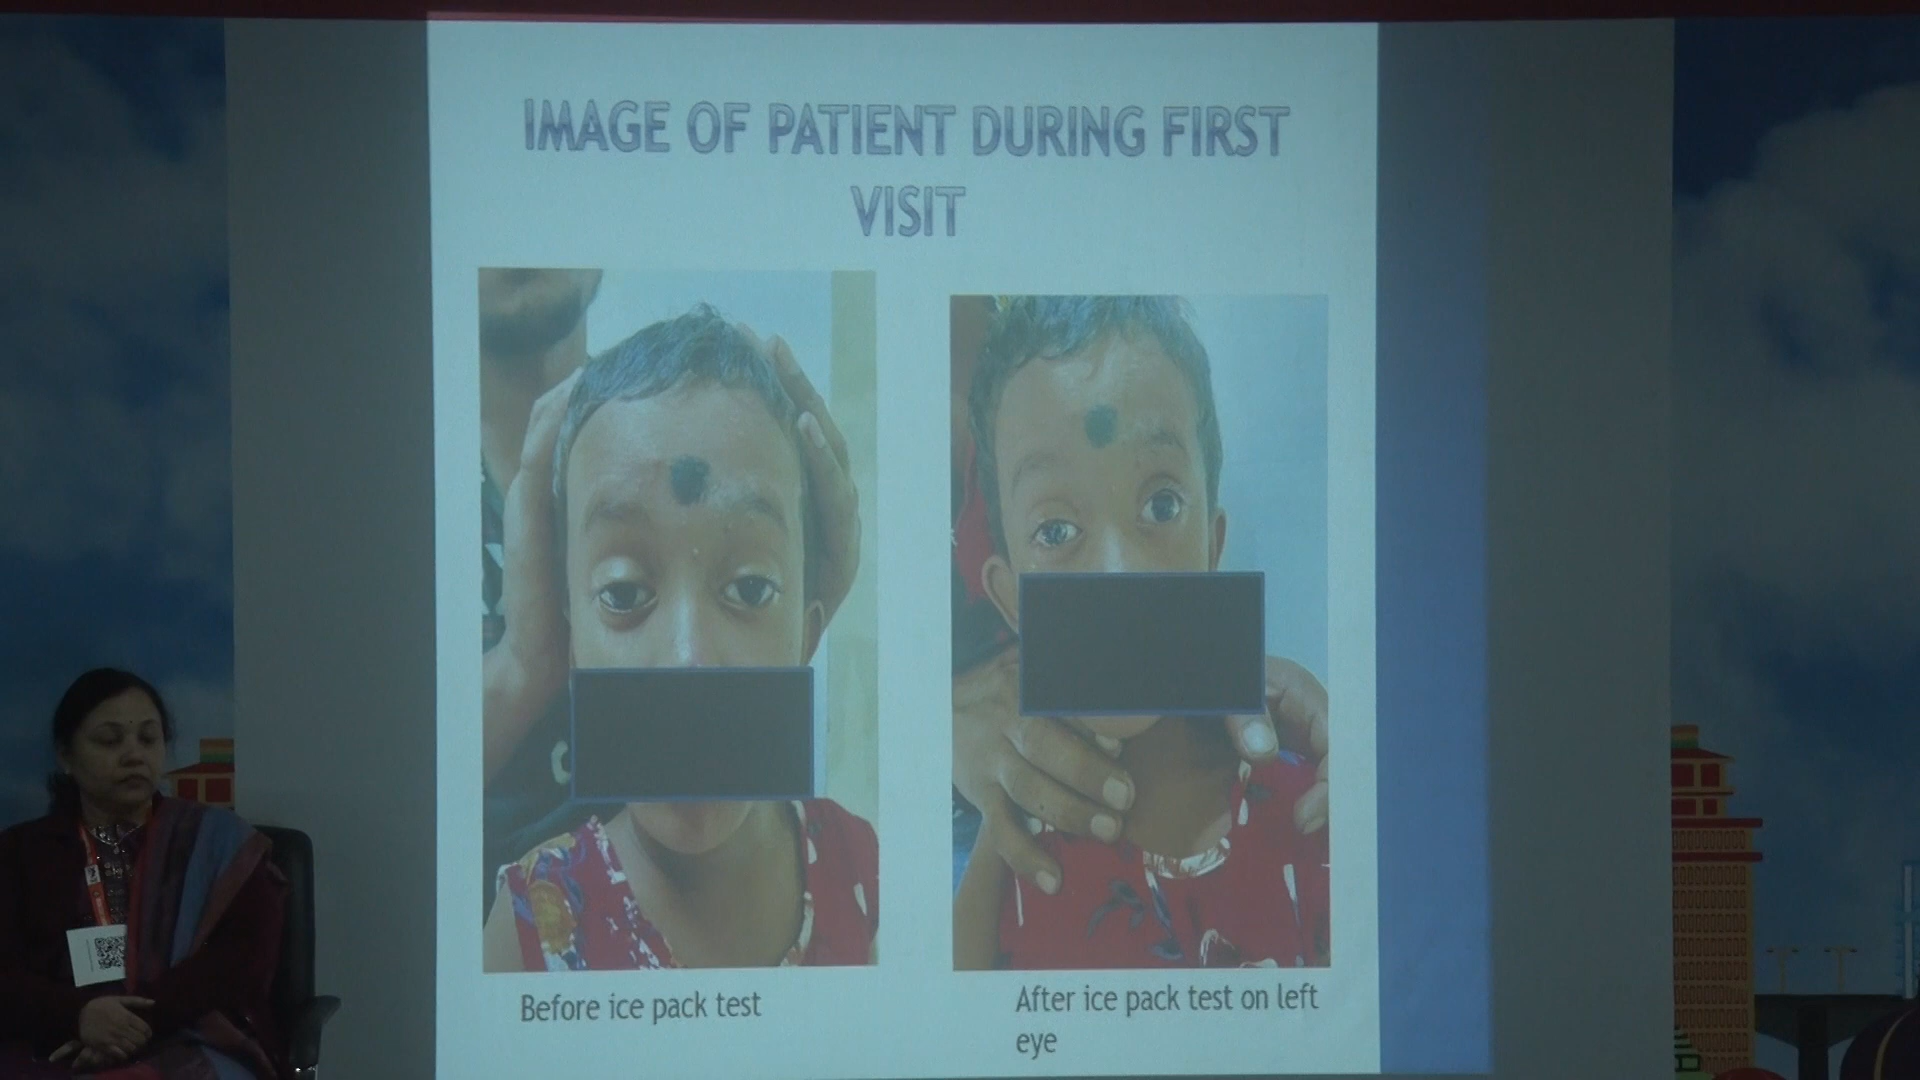 IMAGE OF PATIENT DURING FIRST
VISIT
Before ice pack test
After ice pack test on left
eye